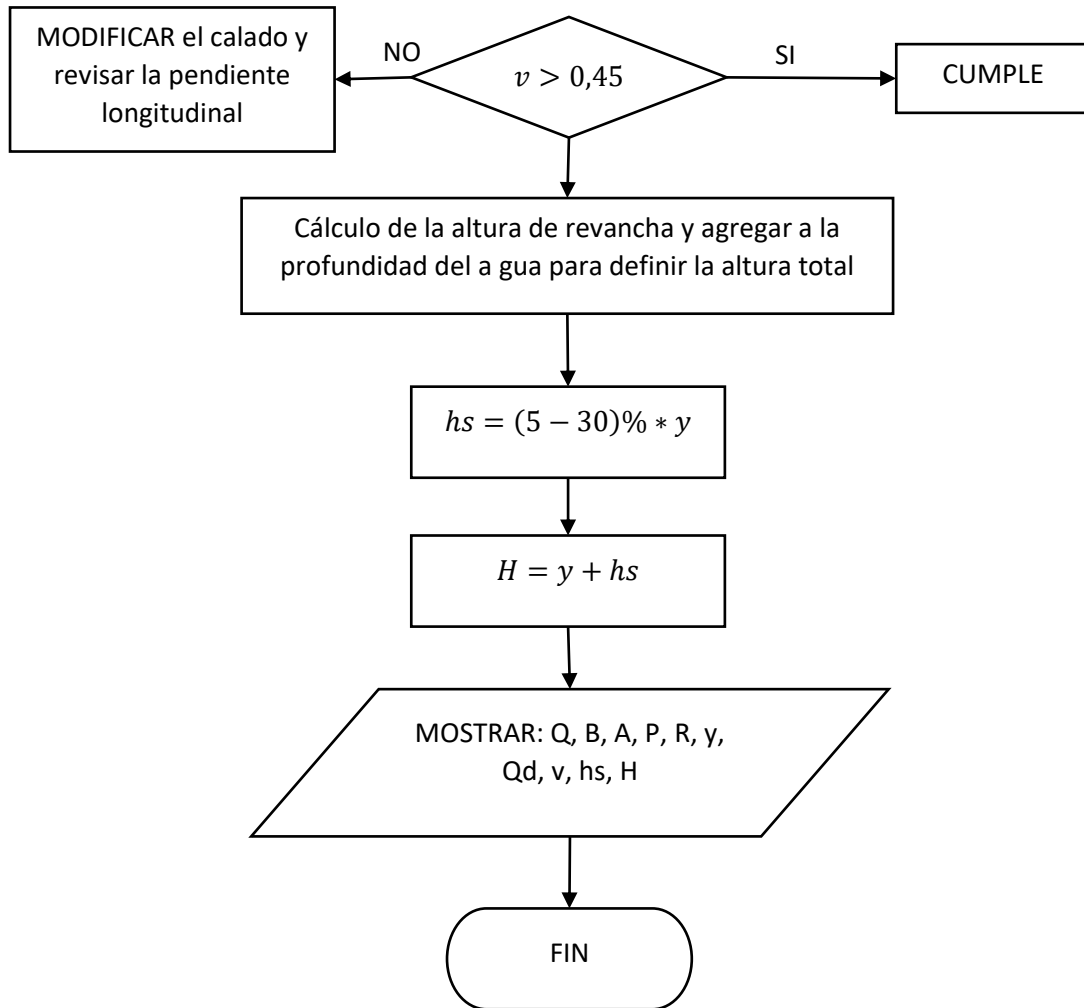 MODIFICAR el calado y
revisar la pendiente
longitudinal
NO
v > 0,45
SI
CUMPLE
Cálculo de la altura de revancha y agregar a la
profundidad del a gua para definir la altura total
hs = (5 − 30)% * y
H = y + hs
MOSTRAR: Q, B, A, P, R, y,
Qd, v, hs, H
FIN